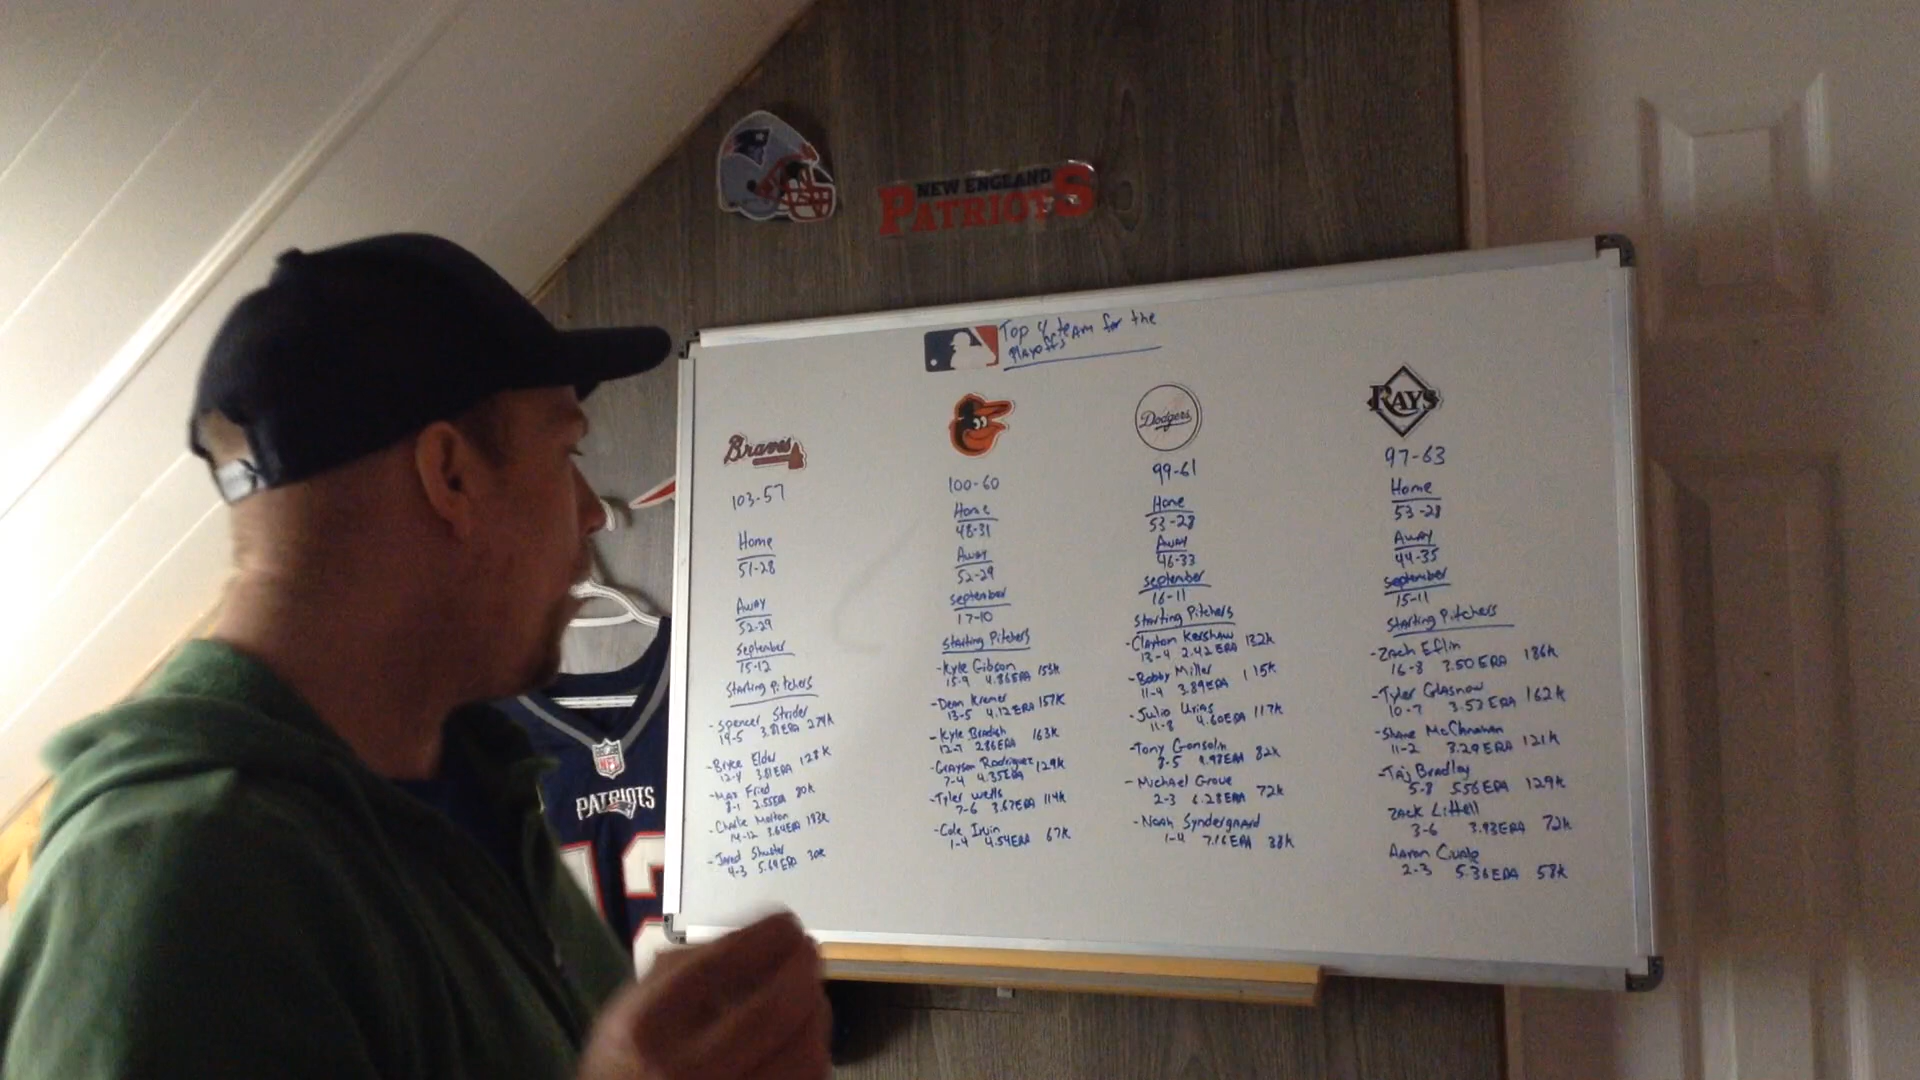 NEW ENGLAND
PATRIOTS
Top 4 team for the
Playoffs
Braves
103-57
Home
51-28
Away
52-29
September
15-12
Starting Pitchers
-Spencer Strider
19-5 3.81ERA 274K
-Bryce Elder
12-4 3.81ERA 128K
-Max Fried
8-1 2.55ERA 80K
-Charlie Morton
14-12 3.64ERA 183K
-Jared Shuster
4-3 5.69ERA 30K
100-60
Home
48-31
Away
52-29
September
17-10
Starting Pitchers
-Kyle Gibson
15-9 4.86ERA 153K
-Dean Kremer
13-5 4.12ERA 157K
-Kyle Bradish
12-7 2.86ERA 163K
-Grayson Rodriguez
7-4 4.35ERA 129K
-Tyler Wells
7-6 3.67ERA 114K
-Cole Irvin
1-4 4.54ERA 67K
Dodgers
99-61
Home
53-28
Away
46-33
September
16-11
Starting Pitchers
-Clayton Kershaw
13-4 2.42ERA 132K
-Bobby Miller
11-4 3.89ERA 115K
-Julio Urias
11-8 4.60ERA 117K
-Tony Gonsolin
8-5 4.98ERA 82K
-Michael Grove
2-3 6.28ERA 72K
-Noah Syndergaard
1-4 7.16ERA 38K
RAYS
97-63
Home
53-28
Away
44-35
September
15-11
Starting Pitchers
-Zach Eflin
16-8 3.50ERA 186K
-Tyler Glasnow
10-7 3.53ERA 162K
-Shane McClanahan
11-2 3.29ERA 121K
-Taj Bradley
5-8 5.56ERA 129K
Zack Littell
3-6 3.93ERA 72K
Aaron
2-3 5.36ERA 58K
NFL
PATRIOTS
12